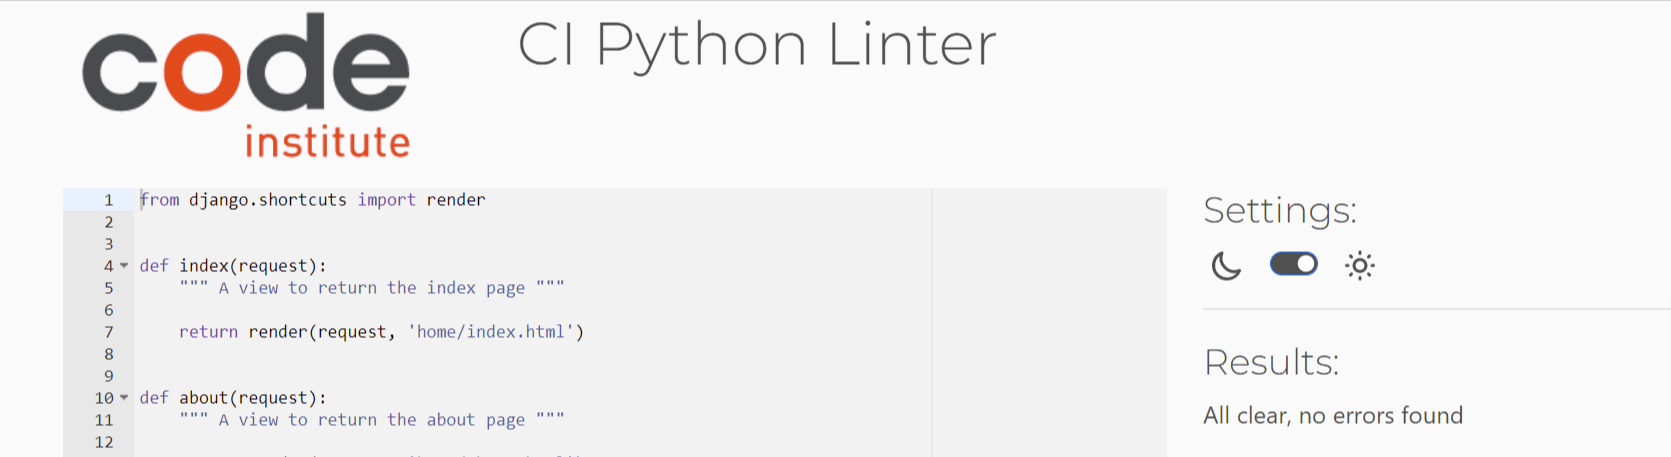 code
institute
CI Python Linter
1 from django.shortcuts import render
2
3
4 def index(request):
5     """ A view to return the index page """
6
7     return render(request, 'home/index.html')
8
9
10 def about(request):
11     """ A view to return the about page """
12
Settings:
Results:
All clear, no errors found